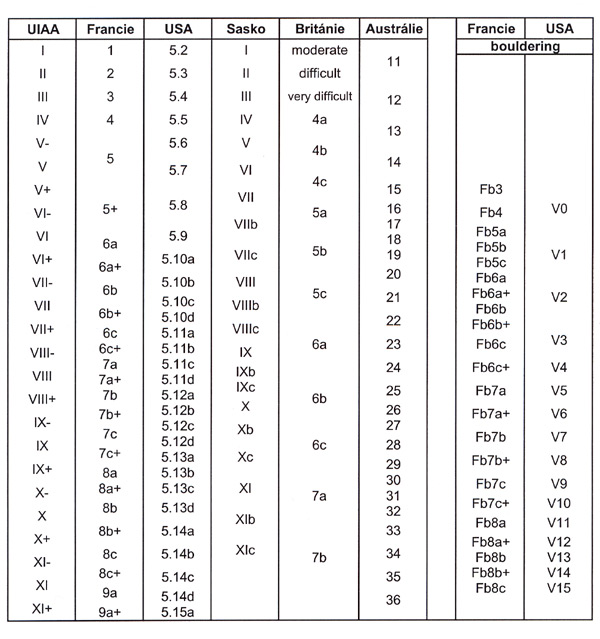 UIAA Francie USA Sasko Británie Austrálie Francie USA
bouldering
I 1 5.2 I moderate
11
II 2 5.3 II difficult
III 3 5.4 III very difficult 12
IV 4 5.5 IV 4a
13
V- 5.6 V
4b
5
14
V 5.7 VI
4c
V+ 15 Fb3
VII
5.8
5+ 16 V0
VI- 5a Fb4
VIIb 17
Fb5a
VI 5.9 18
6a Fb5b
5b
VI+ 5.10a VIIc 19 V1
Fb5c
6a+
20
VII- 5.10b VIII Fb6a
6b
5c Fb6a+
21 V2
VII 5.10c VIIIb
Fb6b
6b+ 5.10d
22 Fb6b+
VII+ 6c 5.11a VIIIc
V3
6a 23 Fb6c
6c+ 5.11b IX
VIII-
7a 5.11c
24 Fb6c+ V4
IXb
VIII 7a+ 5.11d
IXc
25 Fb7a V5
7b 5.12a
VIII+ 6b
X
5.12b 26 Fb7a+ V6
7b+
IX- 5.12c 27
Xb
7c Fb7b V7
IX 5.12d 6c 28
7c+ 5.13a Xc
Fb7b+ V8
29
IX+ 8a 5.13b
30
Fb7c V9
8a+ 5.13c XI
X- 7a 31
Fb7c+ V10
8b 5.13d
32
X XIb
Fb8a V11
8b+ 5.14a 33
X+
Fb8a+ V12
XIc
8c 5.14b 34
7b Fb8b V13
XI-
8c+ Fb8b+ V14
5.14c 35
XI Fb8c V15
9a 5.14d
36
XI+ 9a+ 5.15a